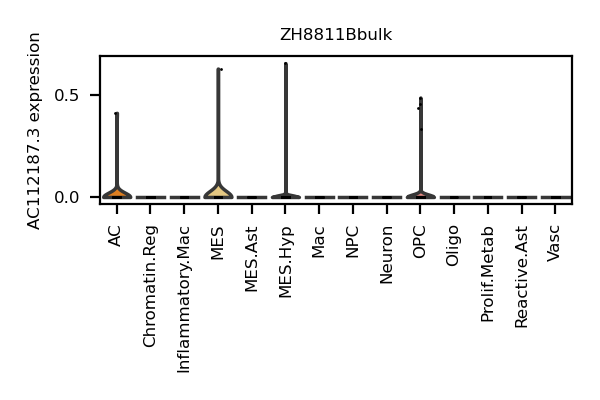 ZH8811Bbulk
AC112187.3 expression
0.5
0.0
AC
Chromatin.Reg
Inflammatory.Mac
MES
MES.Ast
MES.Hyp
Mac
NPC
Neuron
OPC
Oligo
Prolif.Metab
Reactive.Ast
Vasc